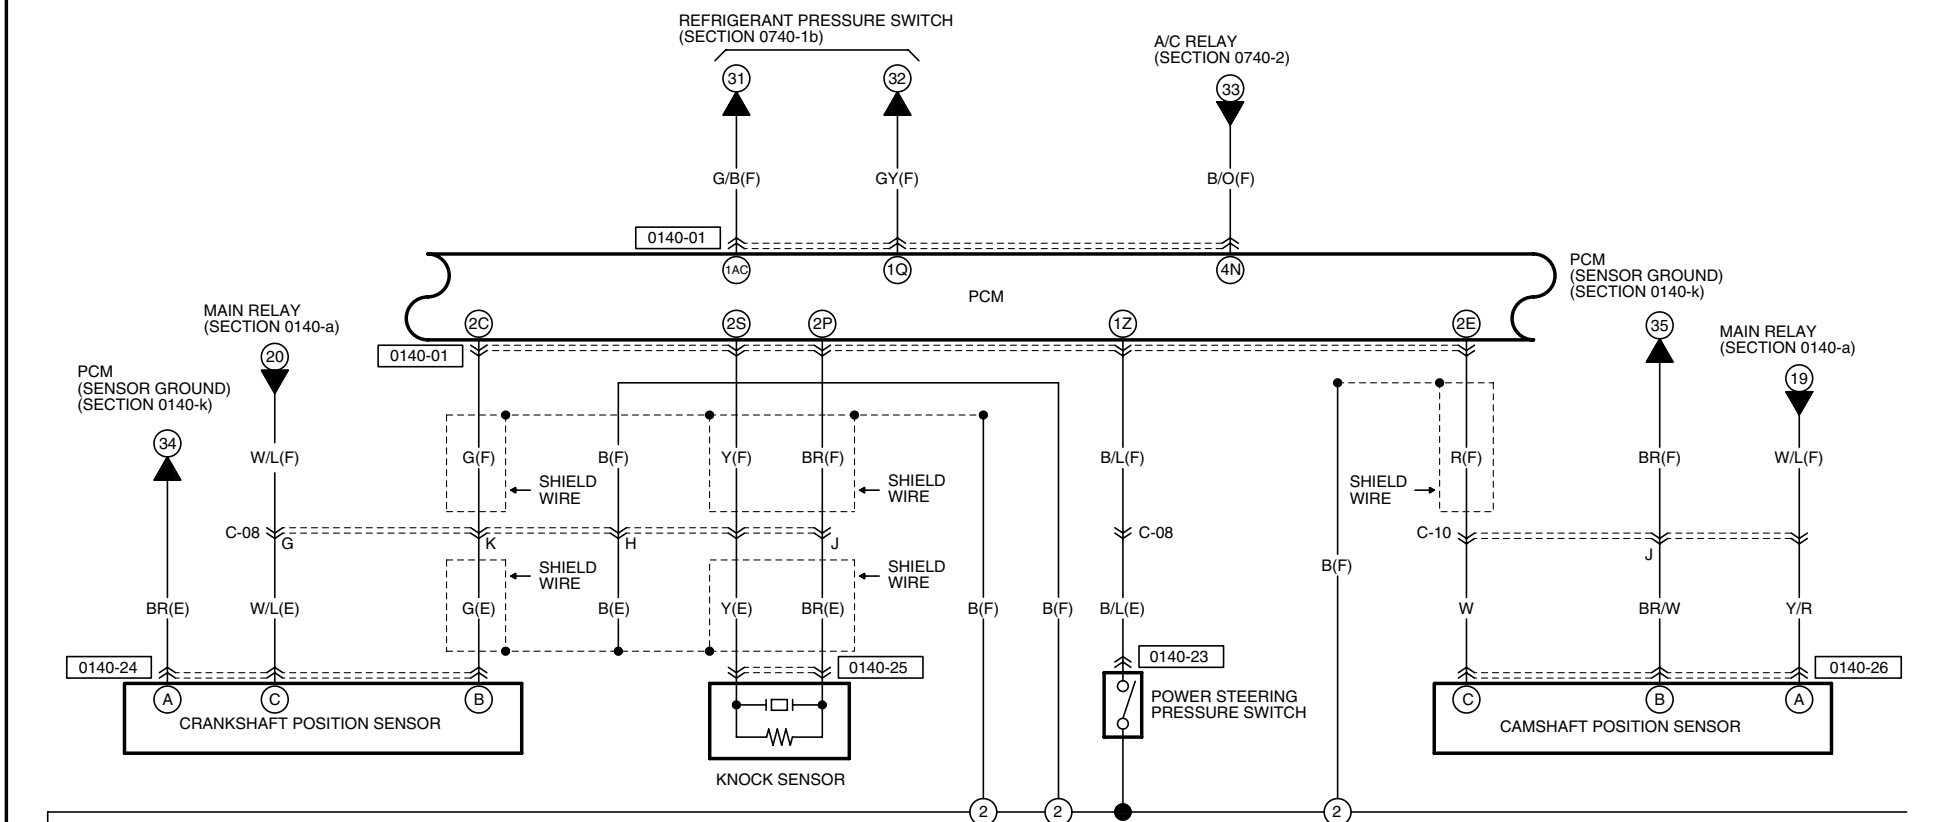 REFRIGERANT PRESSURE SWITCH
(SECTION 0740-1b)
A/C RELAY
(SECTION 0740-2)
31
32
33
G/B(F)
GY(F)
B/O(F)
0140-01
1AC
1Q
4N
PCM
PCM
(SENSOR GROUND)
(SECTION 0140-k)
MAIN RELAY
(SECTION 0140-a)
2C
2S
2P
1Z
2E
35
MAIN RELAY
(SECTION 0140-a)
20
0140-01
PCM
(SENSOR GROUND)
(SECTION 0140-k)
19
34
W/L(F)
G(F)
B(F)
Y(F)
BR(F)
B/L(F)
R(F)
BR(F)
W/L(F)
SHIELD
WIRE
SHIELD
WIRE
SHIELD
WIRE
C-08
G
K
H
J
C-08
C-10
J
SHIELD
WIRE
SHIELD
WIRE
B(F)
BR(E)
W/L(E)
G(E)
B(E)
Y(E)
BR(E)
B(F)
B(F)
B/L(E)
W
BR/W
Y/R
0140-24
0140-25
0140-23
0140-26
A
C
B
C
B
A
CRANKSHAFT POSITION SENSOR
POWER STEERING
PRESSURE SWITCH
CAMSHAFT POSITION SENSOR
KNOCK SENSOR
2
2
2